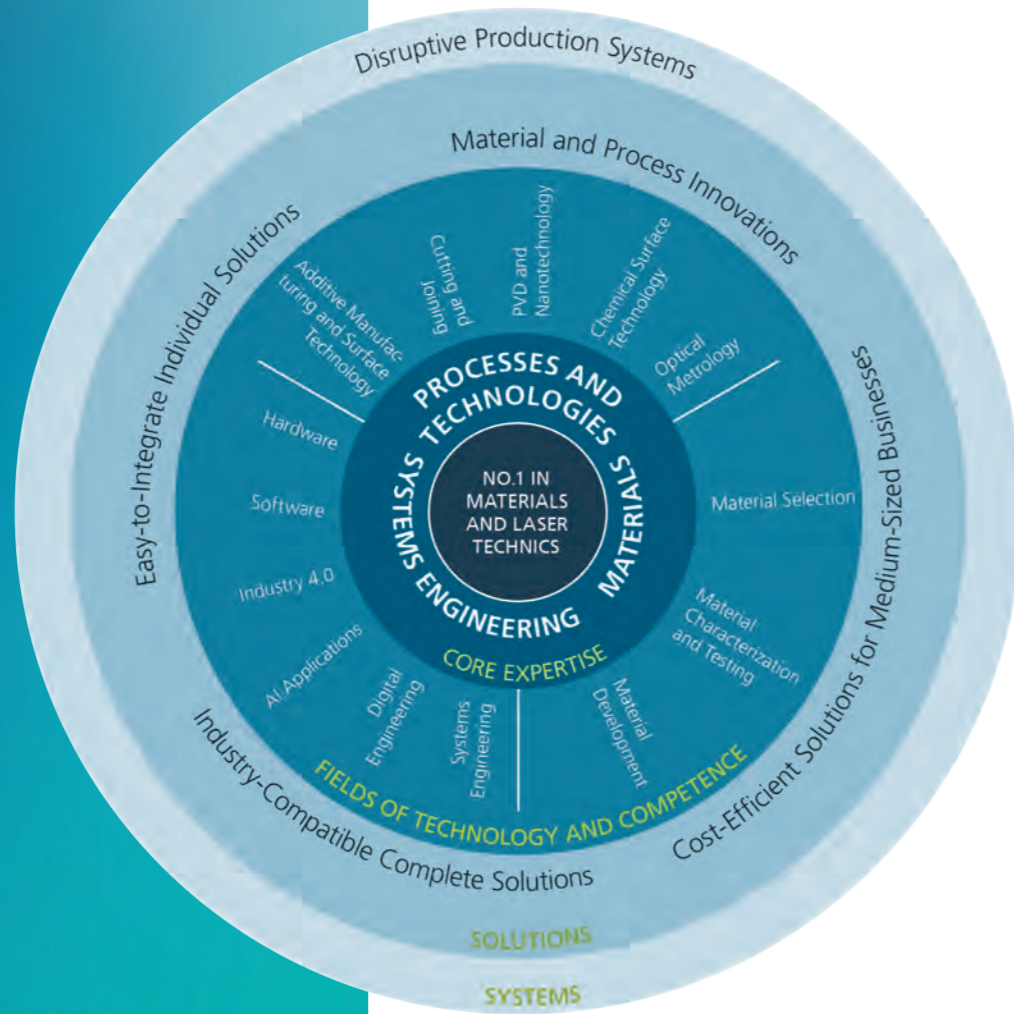 Disruptive Production Systems
Material and Process Innovations
Easy-to-Integrate Individual Solutions
Cost-Efficient Solutions for Medium-Sized Businesses
Industry-Compatible Complete Solutions
Additive Manufac-
turing and Surface
Technology
Cutting and
Joining
PVD and
Nanotechnology
Chemical Surface
Technology
Optical
Metrology
Hardware
Software
Industry 4.0
AI Applications
Digital
Engineering
Systems
Engineering
Material Selection
Material
Characterization
and Testing
Material
Development
PROCESSES AND
TECHNOLOGIES
SYSTEMS ENGINEERING
MATERIALS
NO.1 IN
MATERIALS
AND LASER
TECHNICS
CORE EXPERTISE
FIELDS OF TECHNOLOGY AND COMPETENCE
SOLUTIONS
SYSTEMS